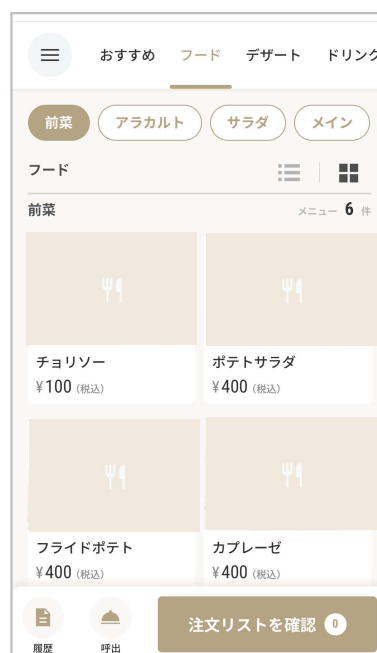 おすすめ フード デザート ドリンク
前菜 アラカルト サラダ メイン
フード
前菜 メニュー 6 件
チョリソー ポテトサラダ
¥100 (税込) ¥400 (税込)
フライドポテト カプレーゼ
¥400 (税込) ¥400 (税込)
履歴 呼出 注文リストを確認 0